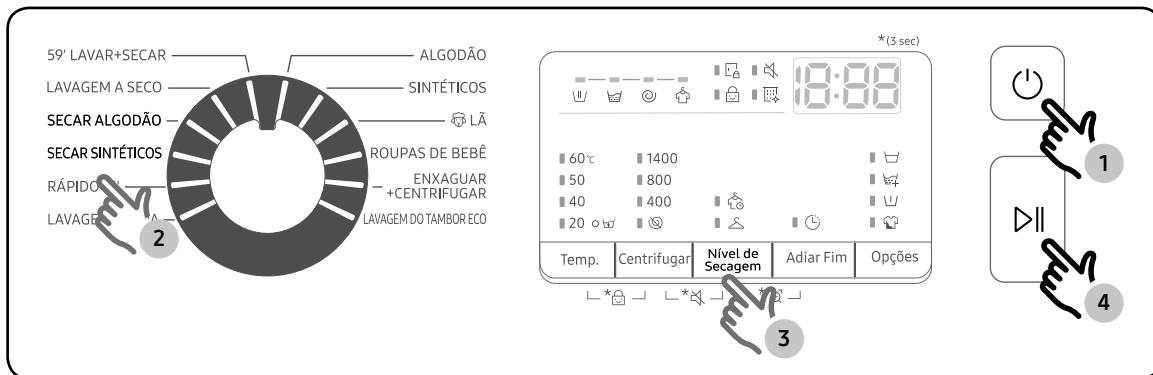 59' LAVAR+SECAR
LAVAGEM A SECO
SECAR ALGODÃO
SECAR SINTÉTICOS
2
ALGODÃO
SINTÉTICOS
LÃ
ROUPAS DE BEBÊ
ENXAGUAR
+CENTRIFUGAR
LAVAGEM DO TAMBOR ECO
*(3 sec)
18:88
60℃ 1400
50 800
40 400
20
Temp. Centrifugar Nível de Secagem Adiar Fim Opções
* * *
3
1
4